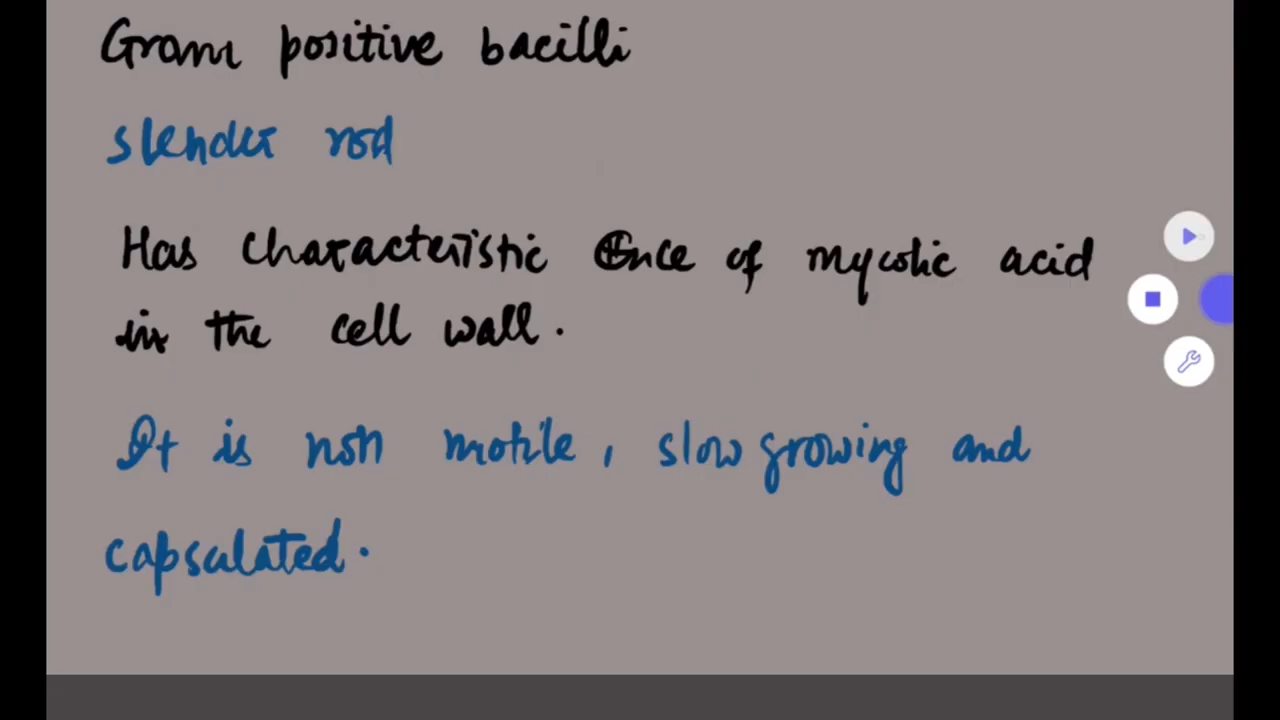 Gram positive bacilli
slender rod
Has characteristic of mycolic acid
in the cell wall.
It is non motile, slow growing and
capsulated.